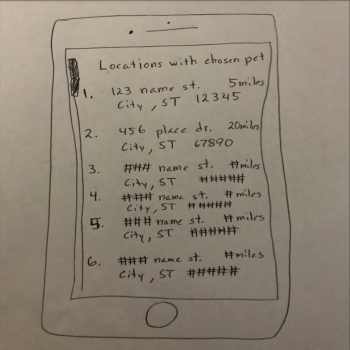 Locations with chosen pet
1. 123 name st. 5miles
City, ST 12345
2. 456 place dr. 20miles
City, ST 67890
3. ### name st. #miles
City, ST #####
4. ### name st. #miles
City, ST #####
5. ### name st. #miles
City, ST #####
6. ### name st. #miles
City, ST #####